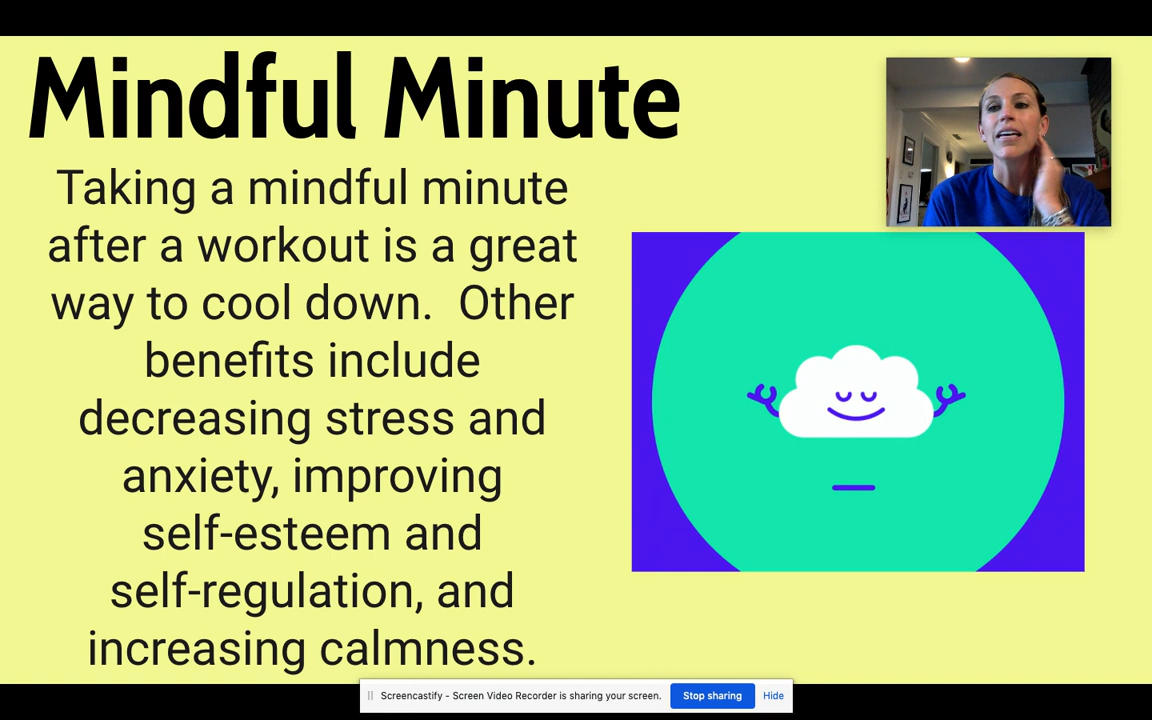 Mindful Minute
Taking a mindful minute
after a workout is a great
way to cool down.  Other
benefits include
decreasing stress and
anxiety, improving
self-esteem and
self-regulation, and
increasing calmness.
Screencastify - Screen Video Recorder is sharing your screen. Stop sharing Hide